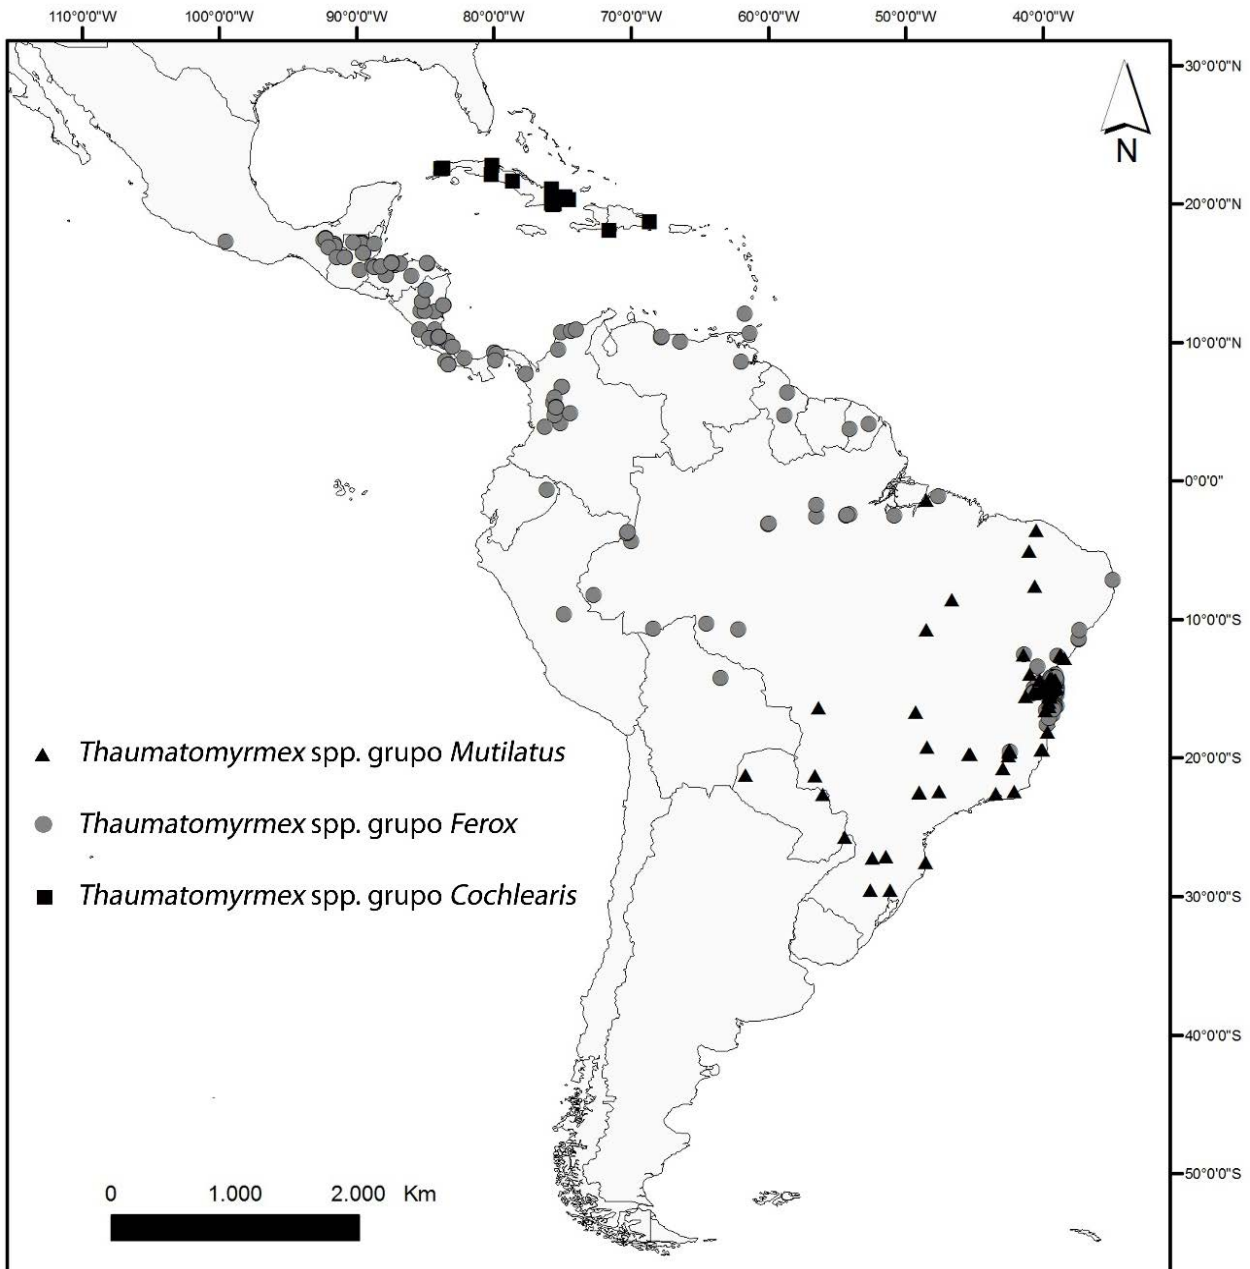 110°0'0"W 100°0'0"W 90°0'0"W 80°0'0"W 70°0'0"W 60°0'0"W 50°0'0"W 40°0'0"W
30°0'0"N
N
20°0'0"N
10°0'0"N
0°0'0"
10°0'0"S
Thaumatomyrmex spp. grupo Mutilatus
20°0'0"S
Thaumatomyrmex spp. grupo Ferox
Thaumatomyrmex spp. grupo Cochlearis
30°0'0"S
40°0'0"S
50°0'0"S
0 1.000 2.000 Km